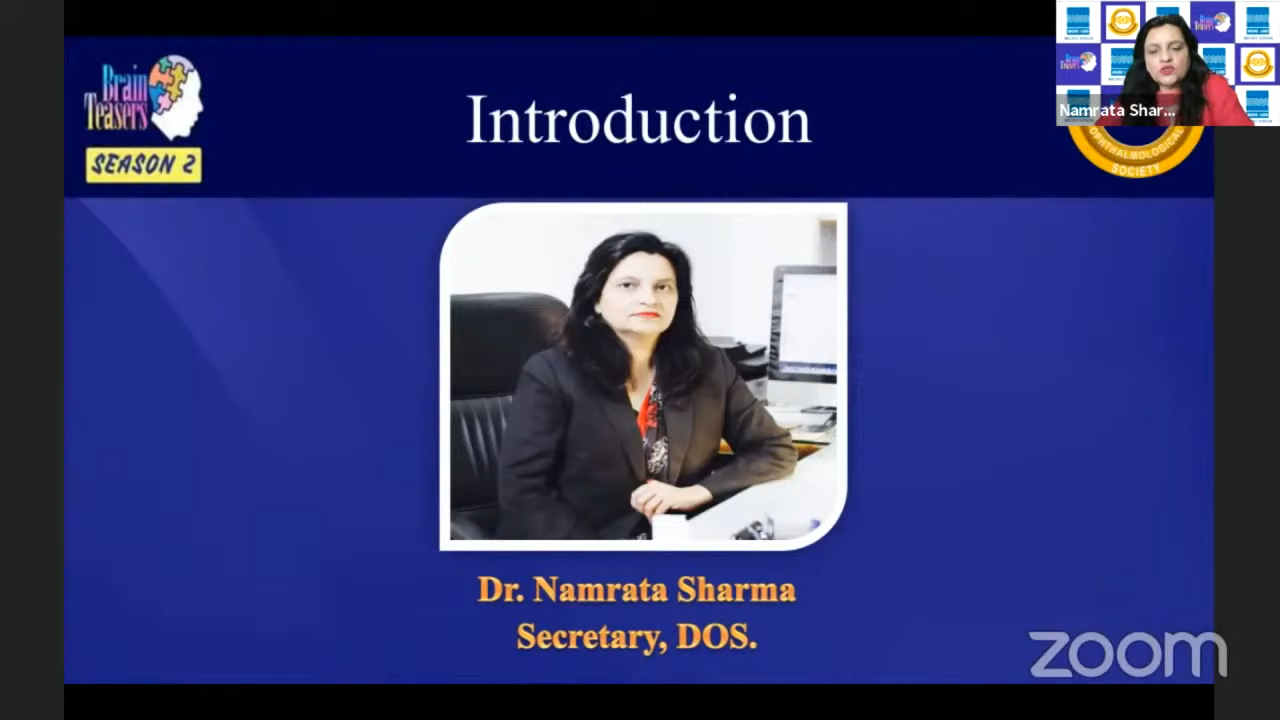 Brain
Teasers
SEASON 2
Introduction
Namrata Shar...
OPHTHALMOLOGICAL
SOCIETY
Dr. Namrata Sharma
Secretary, DOS.
zoom